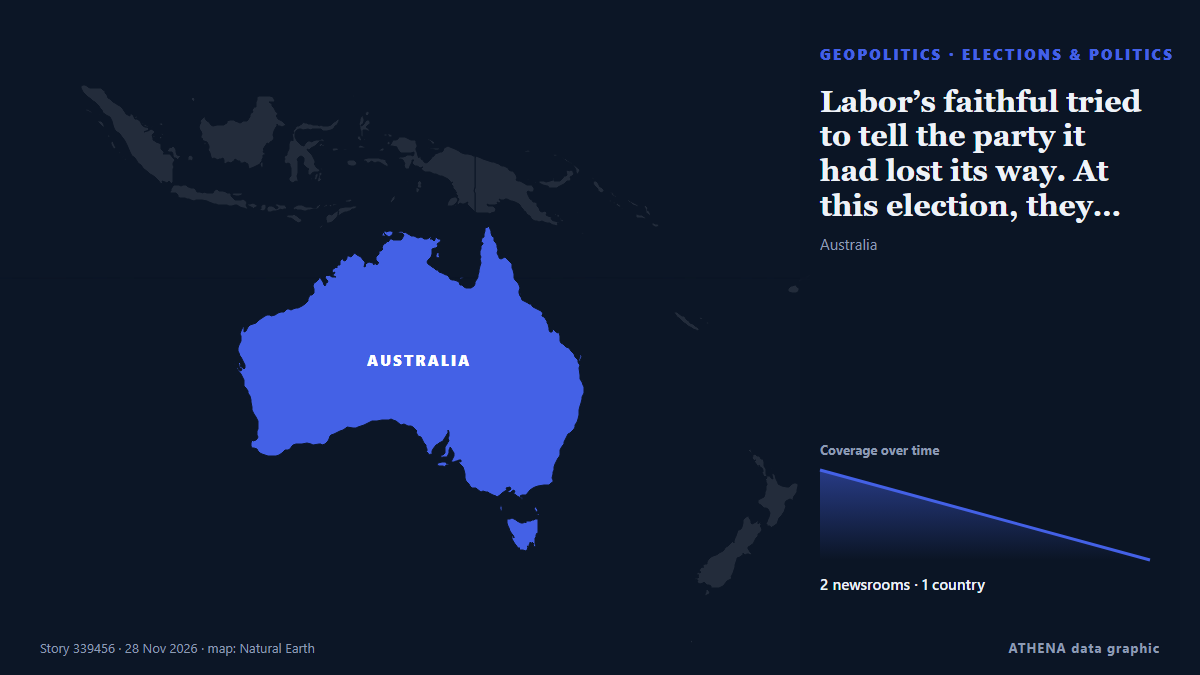 GEOPOLITICS · ELECTIONS & POLITICS
Labor’s faithful tried
to tell the party it
had lost its way. At
this election, they…
Australia
AUSTRALIA
Coverage over time
2 newsrooms · 1 country
Story 339456 · 28 Nov 2026 · map: Natural Earth
ATHENA data graphic